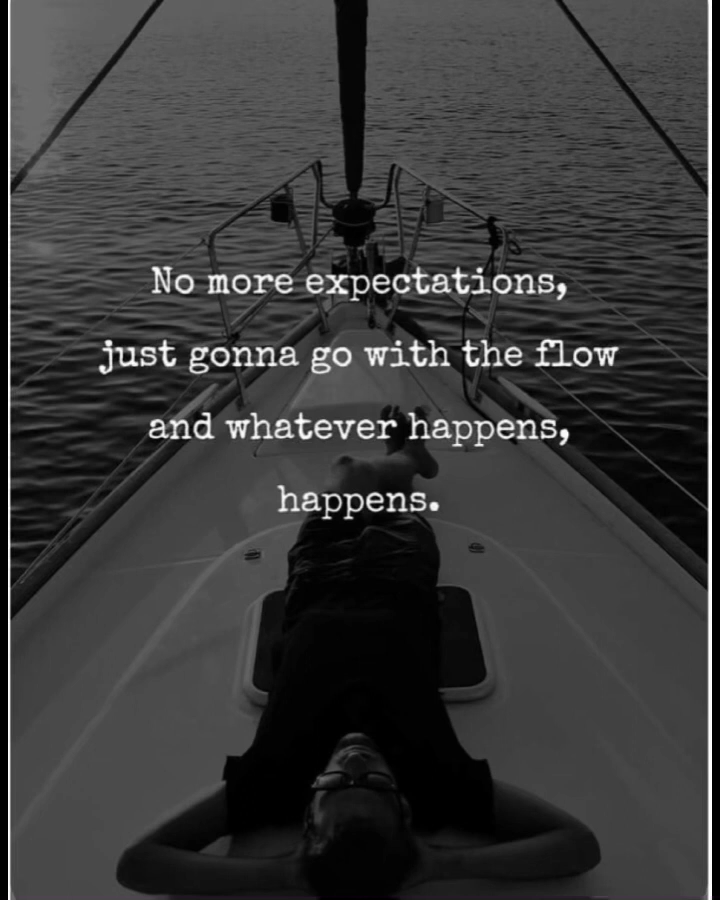 No more expectations,
just gonna go with the flow
and whatever happens,
happens.